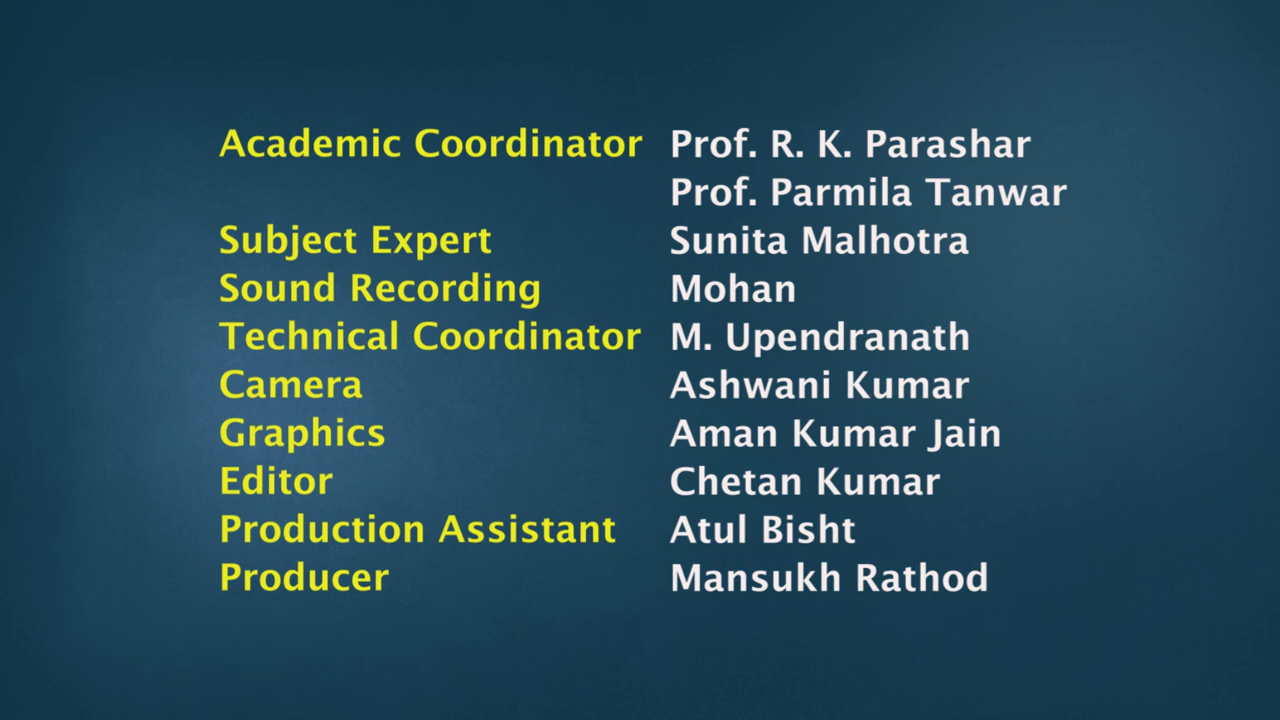 Academic Coordinator Prof. R. K. Parashar
Prof. Parmila Tanwar
Subject Expert Sunita Malhotra
Sound Recording Mohan
Technical Coordinator M. Upendranath
Camera Ashwani Kumar
Graphics Aman Kumar Jain
Editor Chetan Kumar
Production Assistant Atul Bisht
Producer Mansukh Rathod